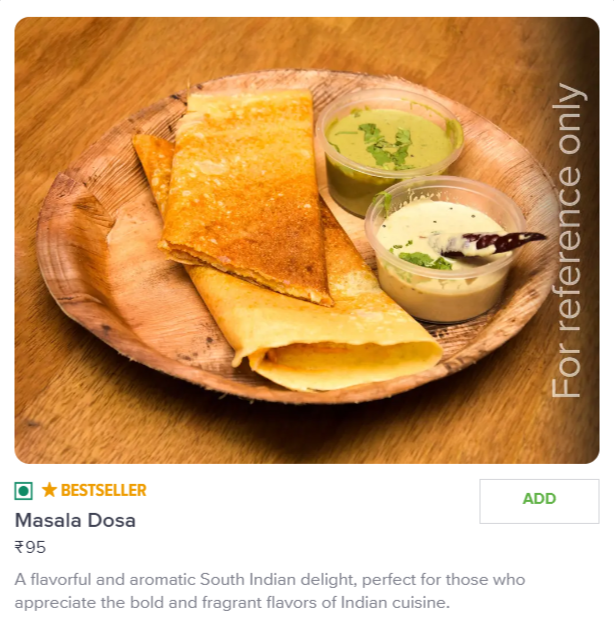 For reference only
BESTSELLER
ADD
Masala Dosa
₹95
A flavorful and aromatic South Indian delight, perfect for those who
appreciate the bold and fragrant flavors of Indian cuisine.